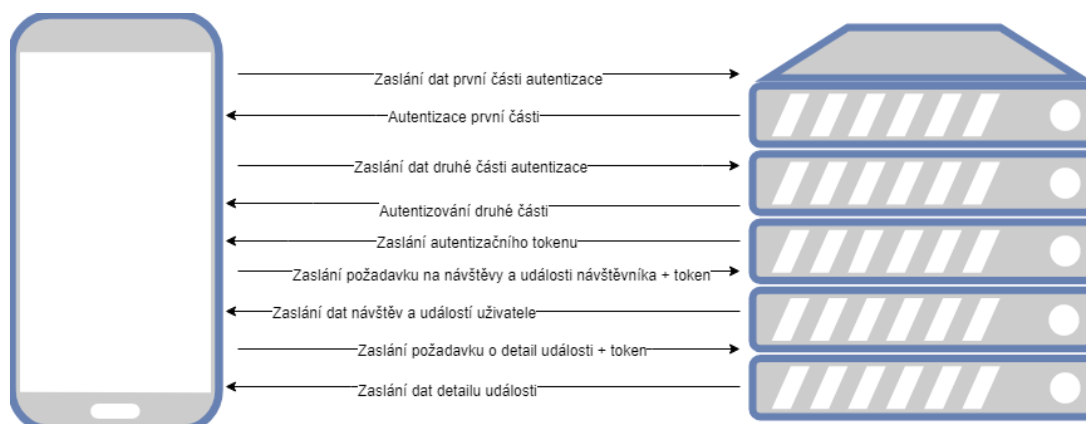 Zaslání dat první části autentizace
Autentizace první části
Zaslání dat druhé části autentizace
Autentizování druhé části
Zaslání autentizačního tokenu
Zaslání požadavku na návštěvy a události návštěvníka + token
Zaslání dat návštěv a událostí uživatele
Zaslání požadavku o detail události + token
Zaslání dat detailu události